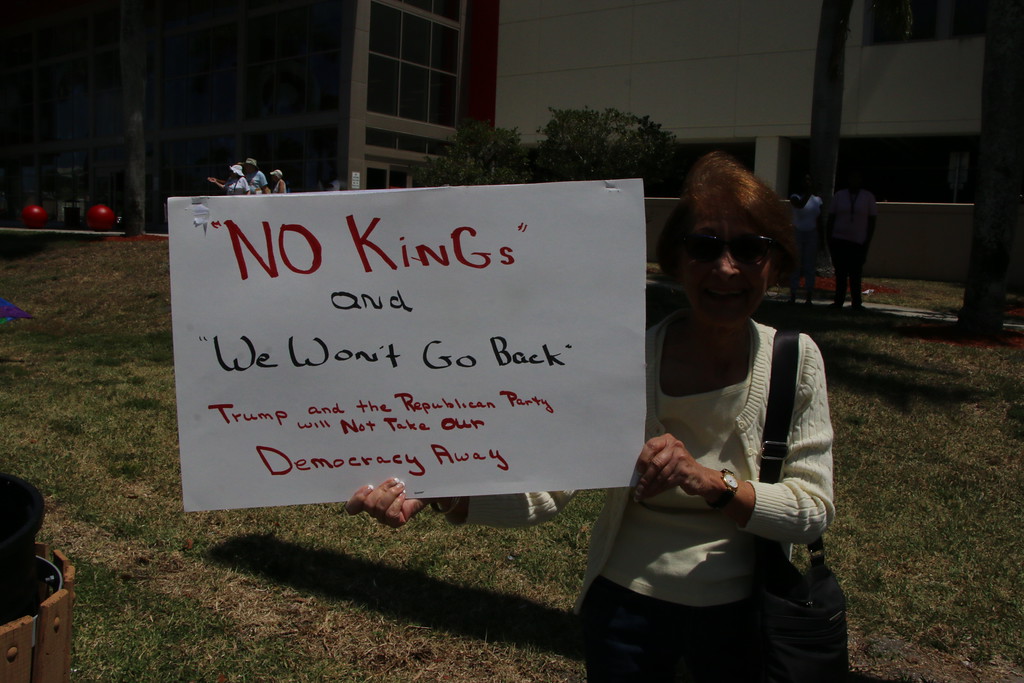 "NO KINGS"
and
"We Won't Go Back"
Trump and the Republican Party
will Not Take Our
Democracy Away